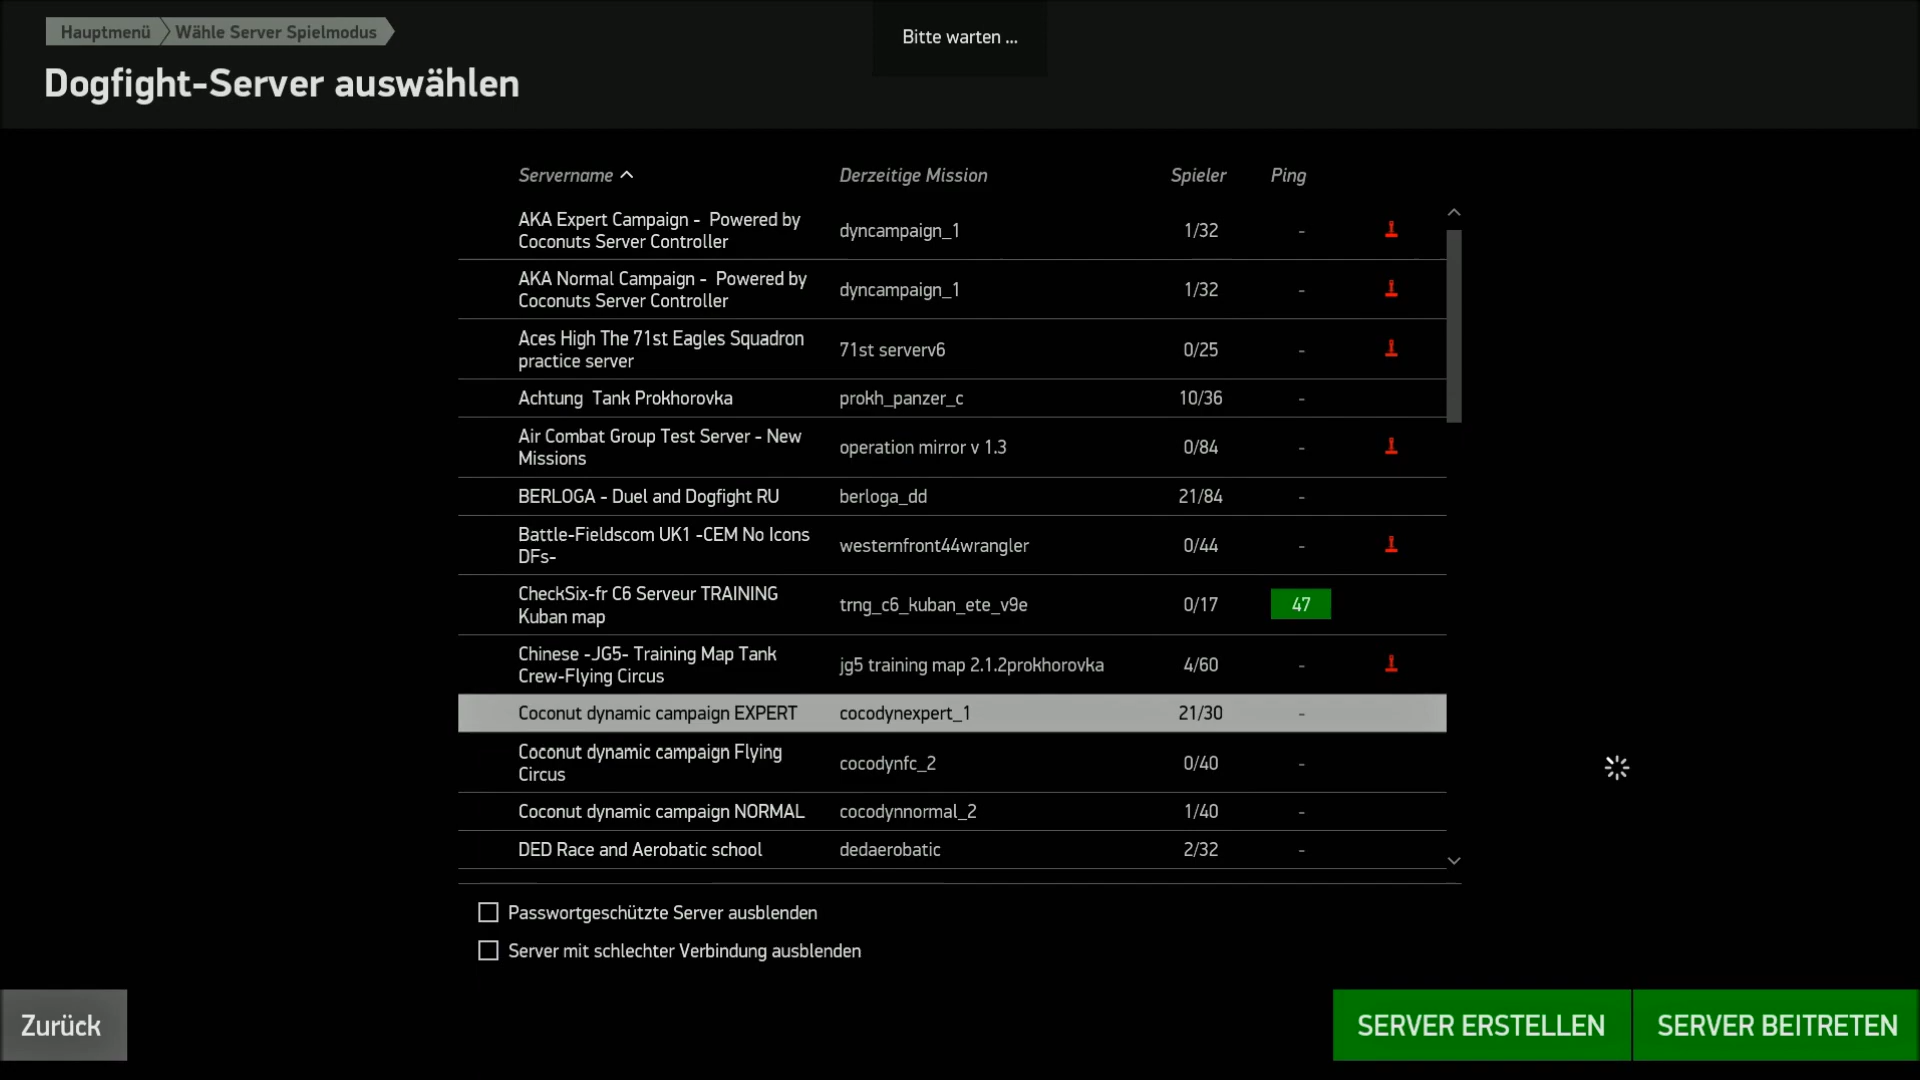 Hauptmenü Wähle Server Spielmodus
Bitte warten ...
Dogfight-Server auswählen
Servername Derzeitige Mission Spieler Ping
AKA Expert Campaign - Powered by
Coconuts Server Controller
dyncampaign_1 1/32 -
AKA Normal Campaign - Powered by
Coconuts Server Controller
dyncampaign_1 1/32 -
Aces High The 71st Eagles Squadron
practice server
71st serverv6 0/25 -
Achtung Tank Prokhorovka prokh_panzer_c 10/36 -
Air Combat Group Test Server - New
Missions
operation mirror v 1.3 0/84 -
BERLOGA - Duel and Dogfight RU berloga_dd 21/84 -
Battle-Fieldscom UK1 -CEM No Icons
DFs-
westernfront44wrangler 0/44 -
CheckSix-fr C6 Serveur TRAINING
Kuban map
trng_c6_kuban_ete_v9e 0/17 47
Chinese -JG5- Training Map Tank
Crew-Flying Circus
jg5 training map 2.1.2prokhorovka 4/60 -
Coconut dynamic campaign EXPERT cocodynexpert_1 21/30 -
Coconut dynamic campaign Flying
Circus
cocodynfc_2 0/40 -
Coconut dynamic campaign NORMAL cocodynnormal_2 1/40 -
DED Race and Aerobatic school dedaerobatic 2/32 -
Passwortgeschützte Server ausblenden
Server mit schlechter Verbindung ausblenden
Zurück
SERVER ERSTELLEN
SERVER BEITRETEN